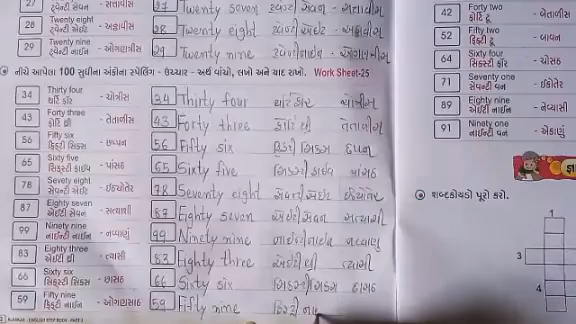 27 ટ્વેન્ટી સેવન - સત્તાવીસ 27 Twenty seven ટ્વેન્ટી સેવન - સત્તાવીસ
28 Twenty eight ટ્વેન્ટી એઈટ - અઠ્ઠાવીસ 28 Twenty eight ટ્વેન્ટી એઈટ - અઠ્ઠાવીસ
29 Twenty nine ટ્વેન્ટી નાઈન - ઓગણત્રીસ 29 Twenty nine ટ્વેન્ટી નાઈન - ઓગણત્રીસ
નીચે આપેલા 100 સુધીના અંકોના સ્પેલિંગ - ઉચ્ચાર - અર્થ વાંચો, લખો અને યાદ રાખો. Work Sheet-25
34 Thirty four થર્ટિ ફૉર - ચોત્રીસ 34 Thirty four થર્ટિ ફોર ચોત્રીસ
43 Forty three ફૉર્ટિ થ્રી - તેતાલીસ 43 Forty three ફોર્ટિ થ્રી તેતાલીસ
56 Fifty six ફિફ્ટી સિક્સ - છપ્પન 56 Fifty six ફિફ્ટી સિક્સ છપ્પન
65 Sixty five સિક્સ્ટી ફાઈવ - પાંસઠ 65 Sixty five સિક્સ્ટી ફાઈવ પાંસઠ
78 Sevety eight સેવન્ટી એઈટ - ઇઠ્યોતેર 78 Seventy eight સેવન્ટી એઈટ ઇઠ્યોતેર
87 Eighty seven એઈટી સેવન - સત્યાશી 87 Eighty seven એઈટી સેવન સત્યાશી
99 Ninety nine નાઈન્ટી નાઈન - નવ્વાણું 99 Ninety nine નાઈન્ટી નાઈન નવ્વાણુ
83 Eighty three એઈટી થ્રી - ત્યાસી 83 Eighty three એઈટી થ્રી ત્યાસી
66 Sixty six સિક્સ્ટી સિક્સ - છાસઠ 66 Sixty six સિક્સ્ટી સિક્સ છાસઠ
59 Fifty nine ફિફ્ટી નાઈન - ઓગણસાઠ 59 Fifty nine ફિફ્ટી ના
42 Forty two ફૉર્ટિ ટૂ - બેતાલીસ
52 Fifty two ફિફ્ટી ટૂ - બાવન
64 Sixty four સિક્સ્ટી ફૉર - ચોસઠ
71 Seventy one સેવન્ટી વન - ઇકોતેર
89 Eighty nine એઈટી નાઈન - નેવ્યાસી
91 Ninety one નાઈન્ટી વન - એકાણું
શબ્દકોયડો પૂરો કરો.
1
3
4